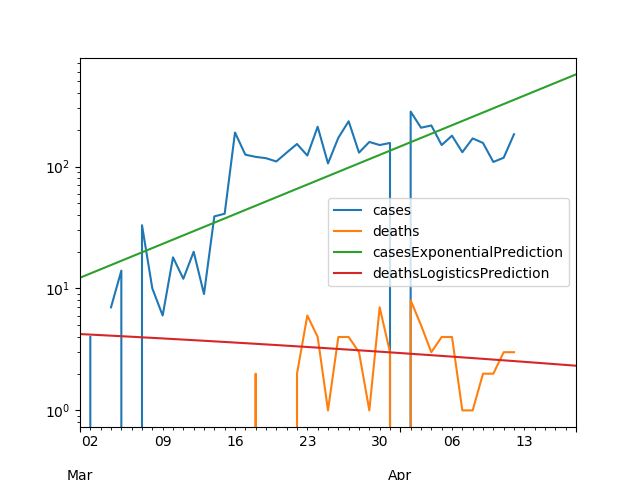 10²
10¹
10⁰
cases
deaths
casesExponentialPrediction
deathsLogisticsPrediction
02 09 16 23 30 06 13
Mar Apr